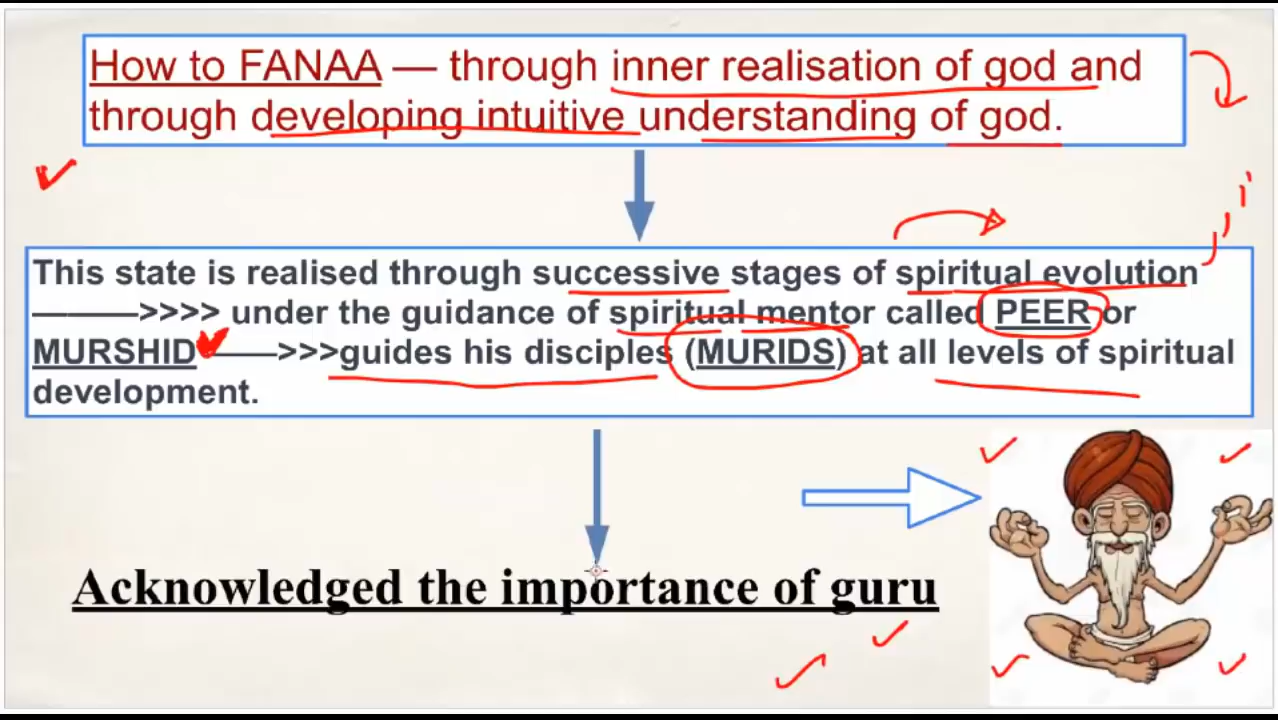 How to FANAA — through inner realisation of god and
through developing intuitive understanding of god.
This state is realised through successive stages of spiritual evolution
———>>>> under the guidance of spiritual mentor called PEER or
MURSHID ——>>>guides his disciples (MURIDS) at all levels of spiritual
development.
Acknowledged the importance of guru